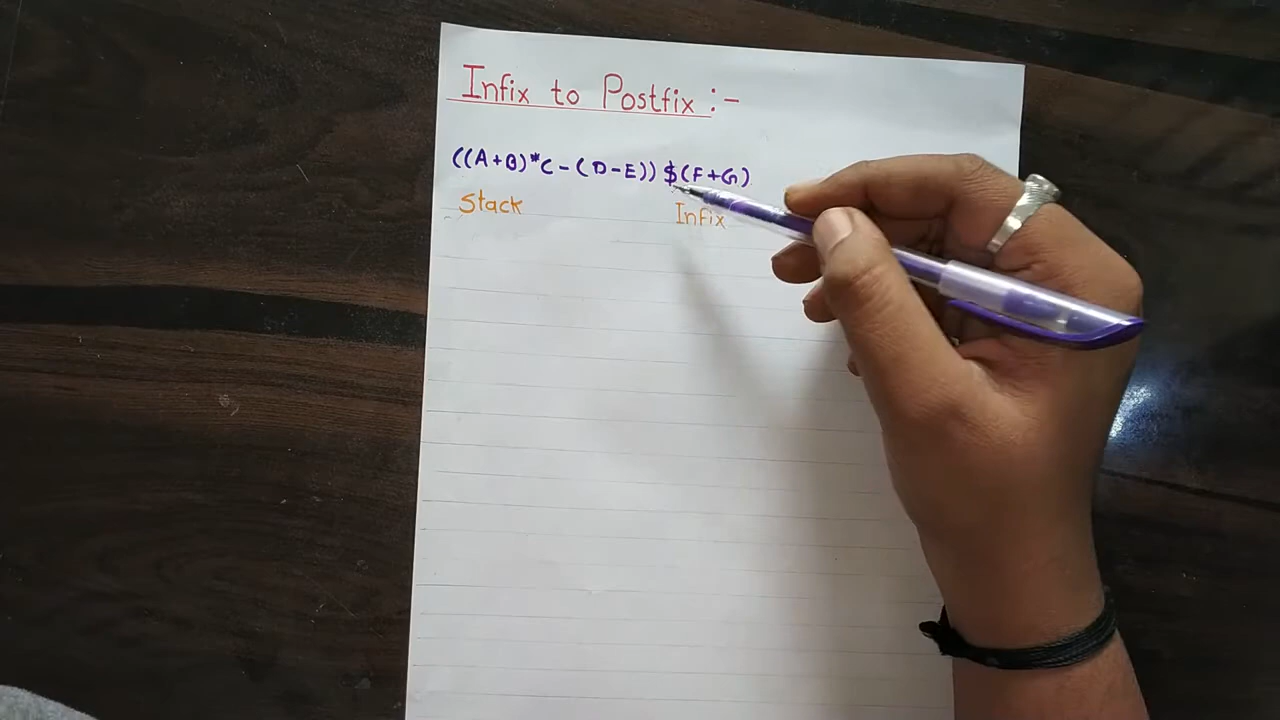 Infix to Postfix :-
((A+B)*C-(D-E))$(F+G)
Stack Infix